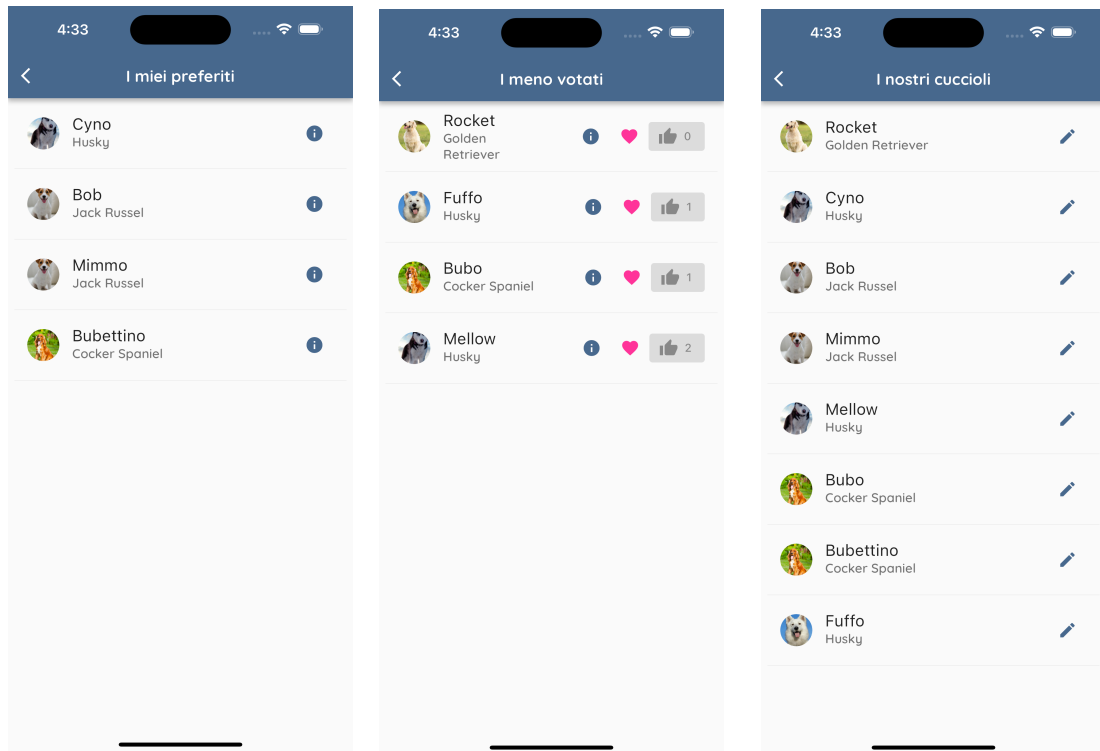 4:33
I miei preferiti
Cyno
Husky
Bob
Jack Russel
Mimmo
Jack Russel
Bubettino
Cocker Spaniel
4:33
I meno votati
Rocket
Golden
Retriever
0
Fuffo
Husky
1
Bubo
Cocker Spaniel
1
Mellow
Husky
2
4:33
I nostri cuccioli
Rocket
Golden Retriever
Cyno
Husky
Bob
Jack Russel
Mimmo
Jack Russel
Mellow
Husky
Bubo
Cocker Spaniel
Bubettino
Cocker Spaniel
Fuffo
Husky